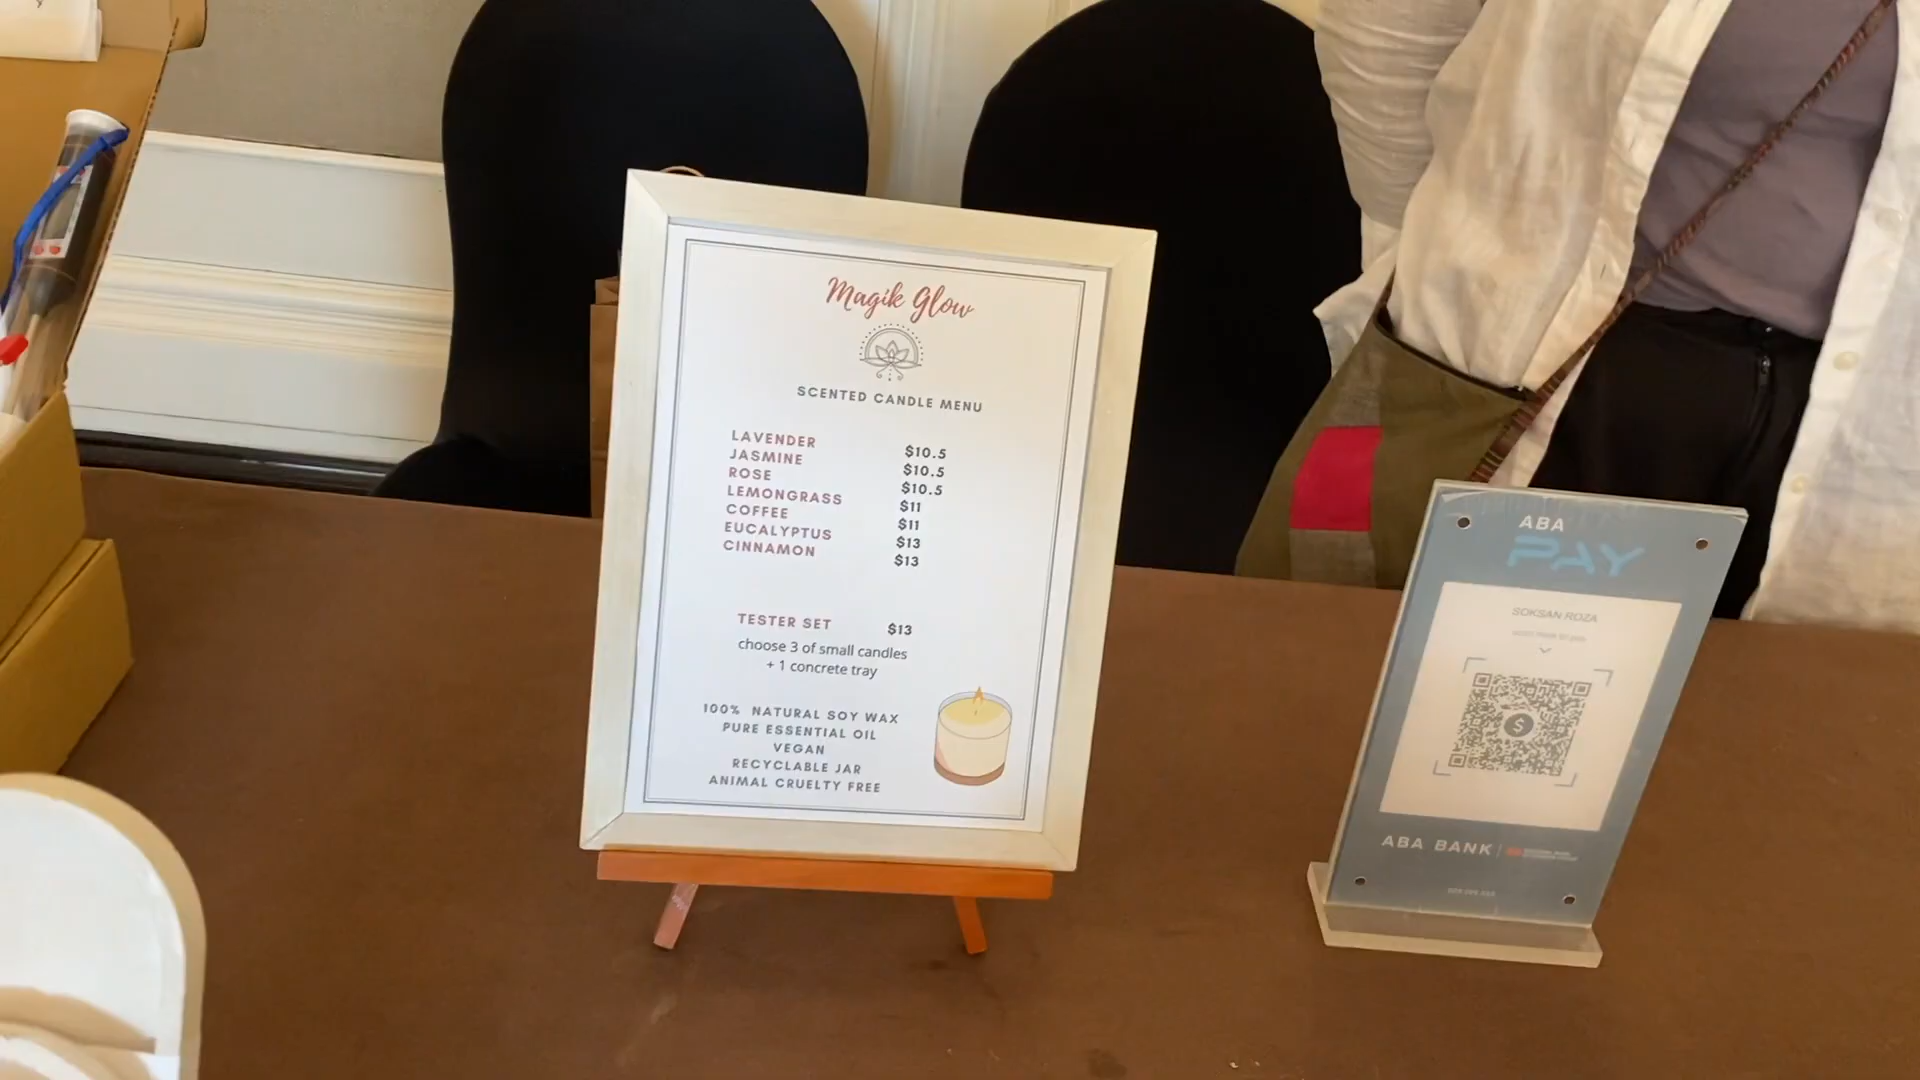 Magik Glow
SCENTED CANDLE MENU
LAVENDER $10.5
JASMINE $10.5
ROSE $10.5
LEMONGRASS $11
COFFEE $11
EUCALYPTUS $13
CINNAMON $13
TESTER SET $13
choose 3 of small candles
+ 1 concrete tray
100% NATURAL SOY WAX
PURE ESSENTIAL OIL
VEGAN
RECYCLABLE JAR
ANIMAL CRUELTY FREE
ABA
PAY
SOKSAN ROZA
$
ABA BANK